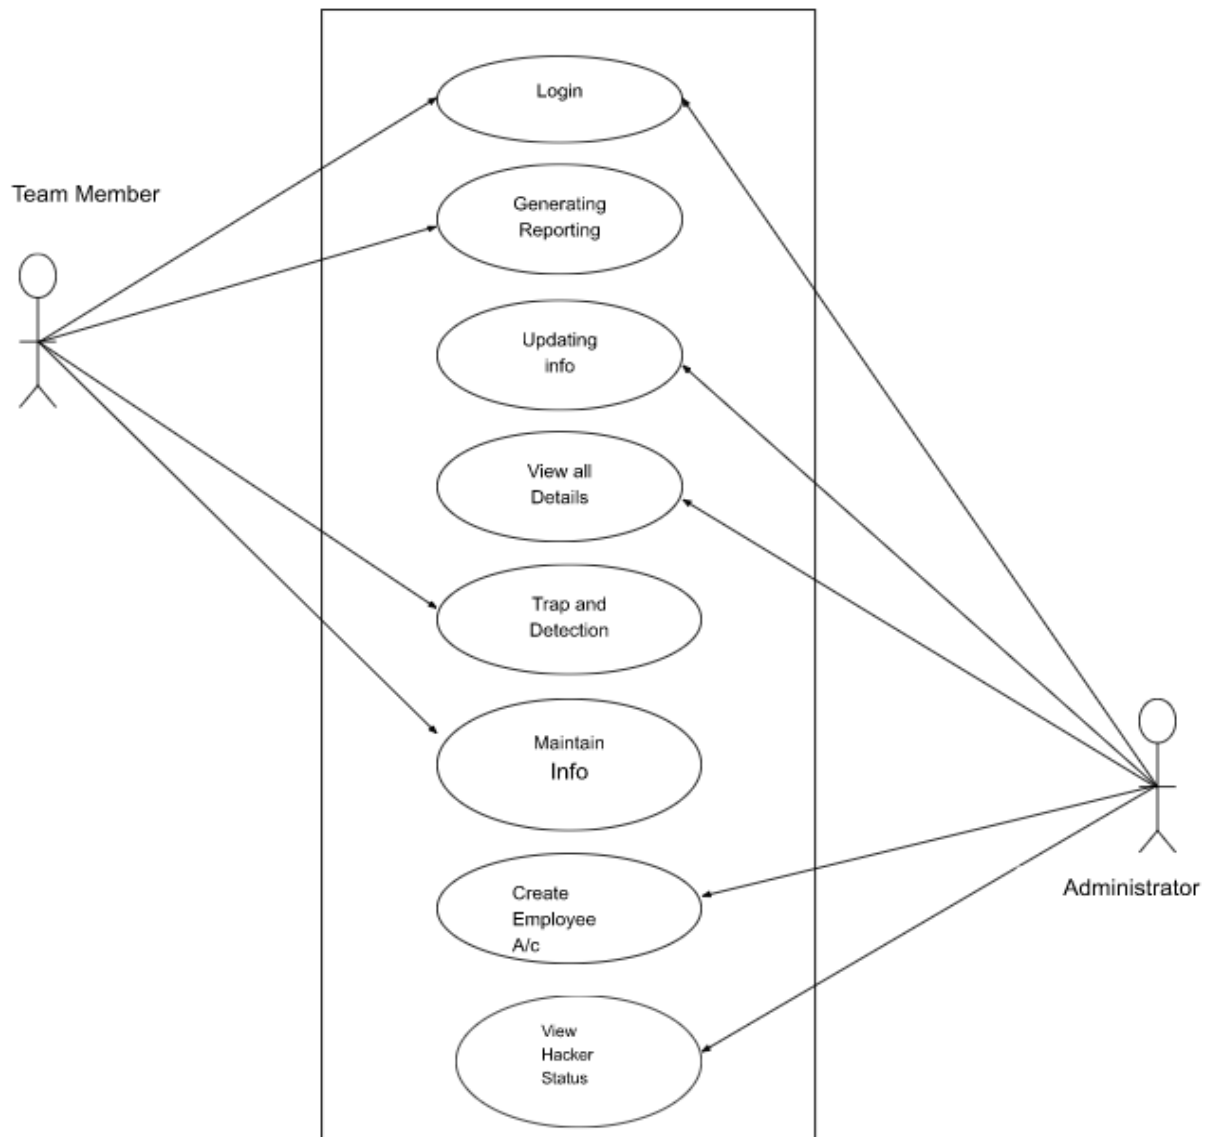 Login
Team Member
Generating
Reporting
Updating
info
View all
Details
Trap and
Detection
Maintain
Info
Create
Employee
A/c
Administrator
View
Hacker
Status